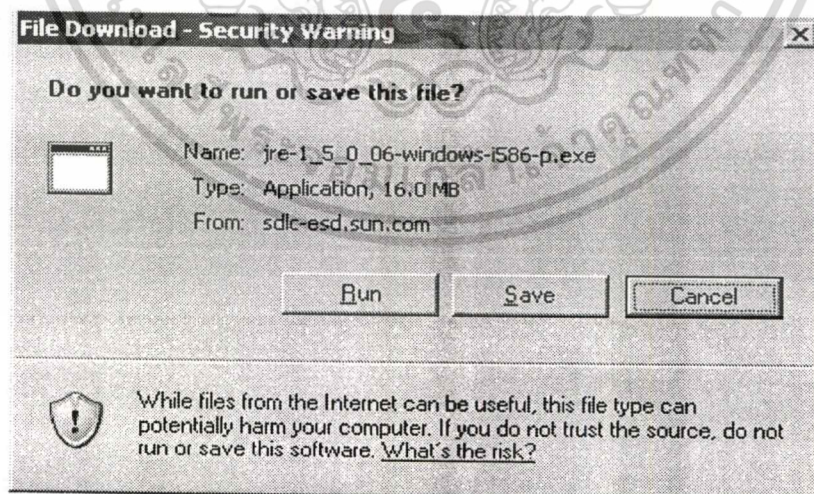 File Download - Security Warning
Do you want to run or save this file?
Name: jre-1_5_0_06-windows-i586-p.exe
Type: Application, 16.0 MB
From: sdlc-esd.sun.com
Run Save Cancel
While files from the Internet can be useful, this file type can
potentially harm your computer. If you do not trust the source, do not
run or save this software. What's the risk?